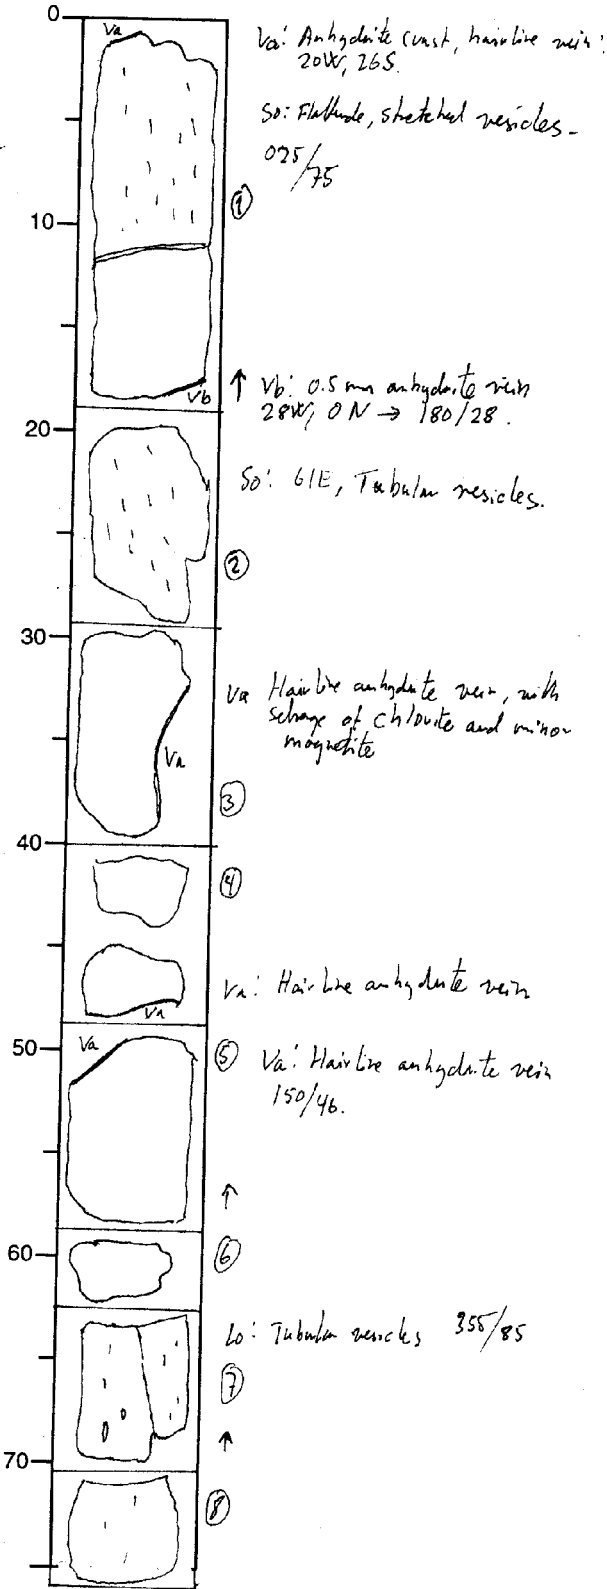 0
Va
Va: Anhydrite crust, hairline vein
20W, 26S.
So: Flattened, stretched vesicles.
025/75
1
10
Vb
↑ Vb: 0.5 mm anhydrite vein
28W, 0N → 180/28.
20
So: 61E, Tubular vesicles.
2
30
Va Hairline anhydrite vein, with
selvage of chlorite and minor
magnetite
Va
3
40
4
Va: Hairline anhydrite vein
Va
50
Va
5
Va: Hairline anhydrite vein
150/46.
↑
60
6
Lo: Tubular vesicles 355/85
7
↑
70
8